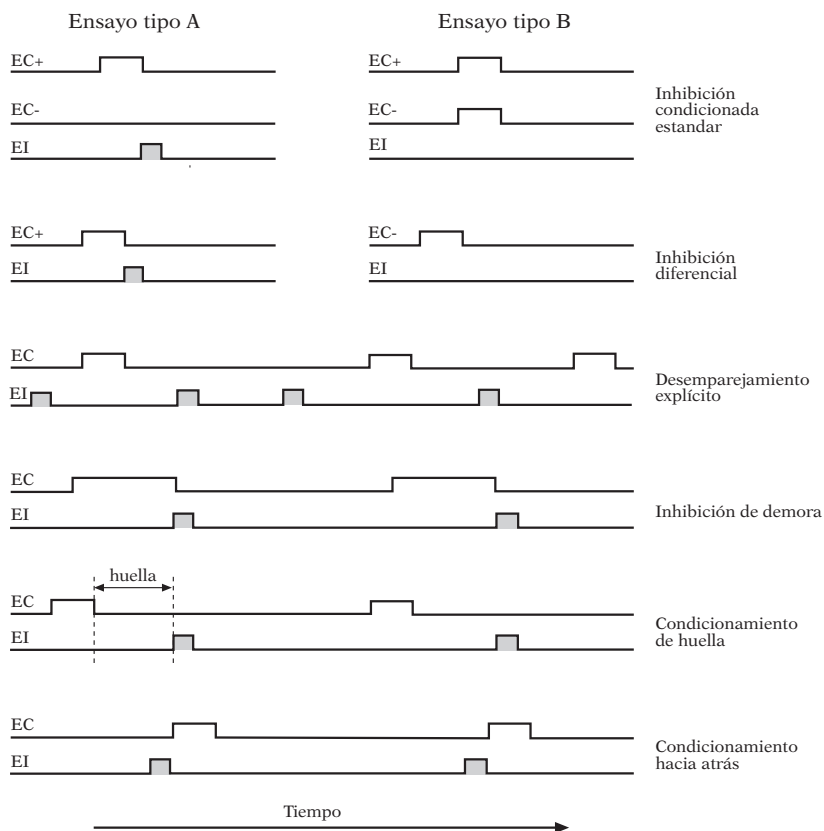 Ensayo tipo A
Ensayo tipo B
EC+
EC+
EC-
EC-
EI
EI
Inhibición
condicionada
estandar
EC+
EC-
EI
EI
Inhibición
diferencial
EC
EI
Desemparejamiento
explícito
EC
EI
Inhibición de demora
huella
EC
EI
Condicionamiento
de huella
EC
EI
Condicionamiento
hacia atrás
Tiempo